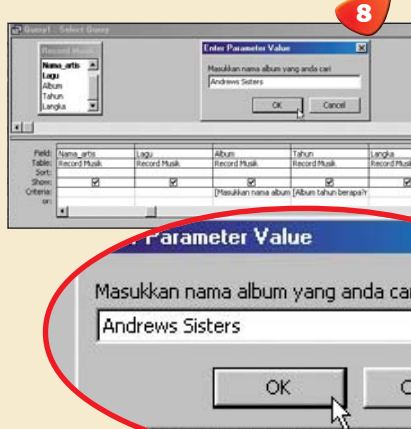 8
Query1 : Select Query
Record Musik
Nama_artis
Lagu
Album
Tahun
Langka
Enter Parameter Value
Masukkan nama album yang anda cari
Andrews Sisters
OK Cancel
Field: Nama_artis Lagu Album Tahun Langka
Table: Record Musik Record Musik Record Musik Record Musik Record Musik
Sort:
Show:
Criteria: [Masukkan nama album [Album tahun berapa?
or:
Parameter Value
Masukkan nama album yang anda ca
Andrews Sisters
OK C